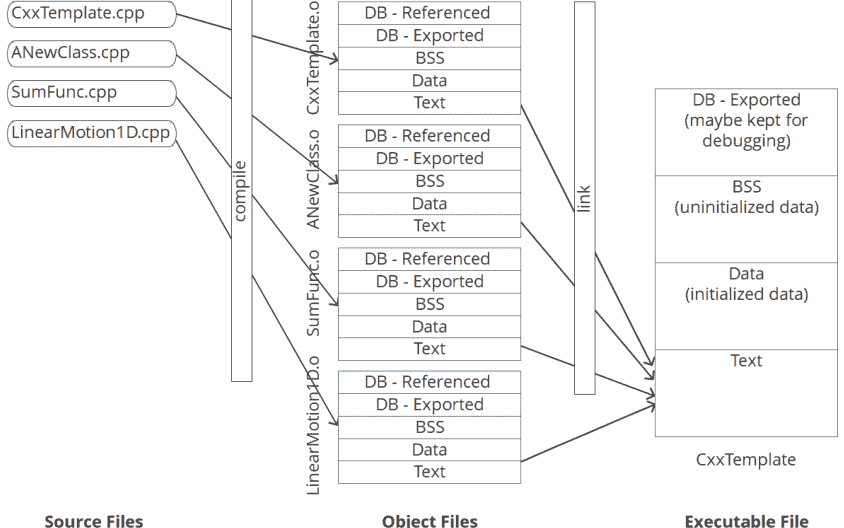 CxxTemplate.cpp
ANewClass.cpp
SumFunc.cpp
LinearMotion1D.cpp
compile
CxxTemplate.o
DB - Referenced
DB - Exported
BSS
Data
Text
ANewClass.o
DB - Referenced
DB - Exported
BSS
Data
Text
SumFunc.o
DB - Referenced
DB - Exported
BSS
Data
Text
LinearMotion1D.o
DB - Referenced
DB - Exported
BSS
Data
Text
link
DB - Exported
(maybe kept for
debugging)
BSS
(uninitialized data)
Data
(initialized data)
Text
CxxTemplate
Source Files
Object Files
Executable File